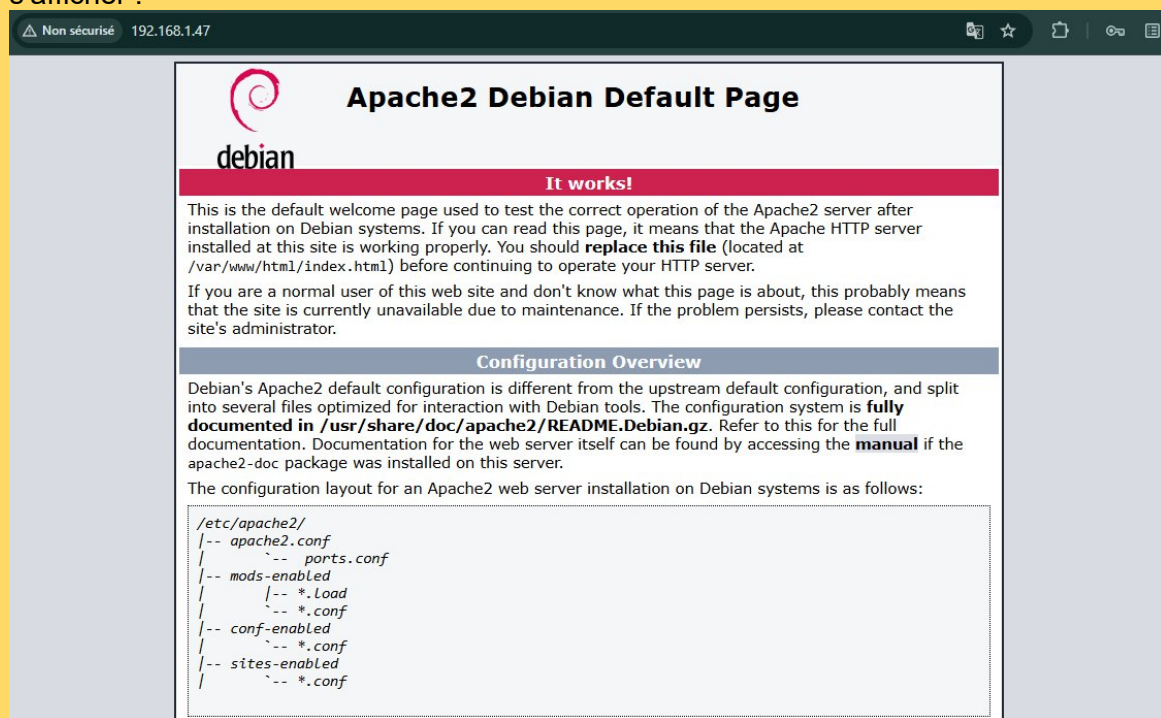 s'afficher :
Non sécurisé 192.168.1.47
debian
Apache2 Debian Default Page
It works!
This is the default welcome page used to test the correct operation of the Apache2 server after
installation on Debian systems. If you can read this page, it means that the Apache HTTP server
installed at this site is working properly. You should replace this file (located at
/var/www/html/index.html) before continuing to operate your HTTP server.
If you are a normal user of this web site and don't know what this page is about, this probably means
that the site is currently unavailable due to maintenance. If the problem persists, please contact the
site's administrator.
Configuration Overview
Debian's Apache2 default configuration is different from the upstream default configuration, and split
into several files optimized for interaction with Debian tools. The configuration system is fully
documented in /usr/share/doc/apache2/README.Debian.gz. Refer to this for the full
documentation. Documentation for the web server itself can be found by accessing the manual if the
apache2-doc package was installed on this server.
The configuration layout for an Apache2 web server installation on Debian systems is as follows:
/etc/apache2/
|-- apache2.conf
|       `--  ports.conf
|-- mods-enabled
|       |-- *.load
|       `-- *.conf
|-- conf-enabled
|       `-- *.conf
|-- sites-enabled
|       `-- *.conf